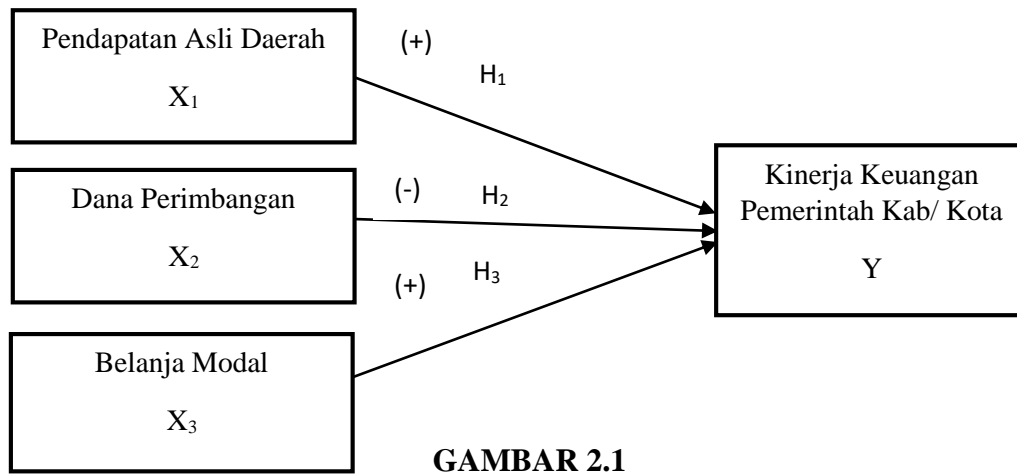 Pendapatan Asli Daerah
X₁
(+)
H₁
Dana Perimbangan
X₂
(-)
H₂
Belanja Modal
X₃
(+)
H₃
Kinerja Keuangan
Pemerintah Kab/ Kota
Y
GAMBAR 2.1